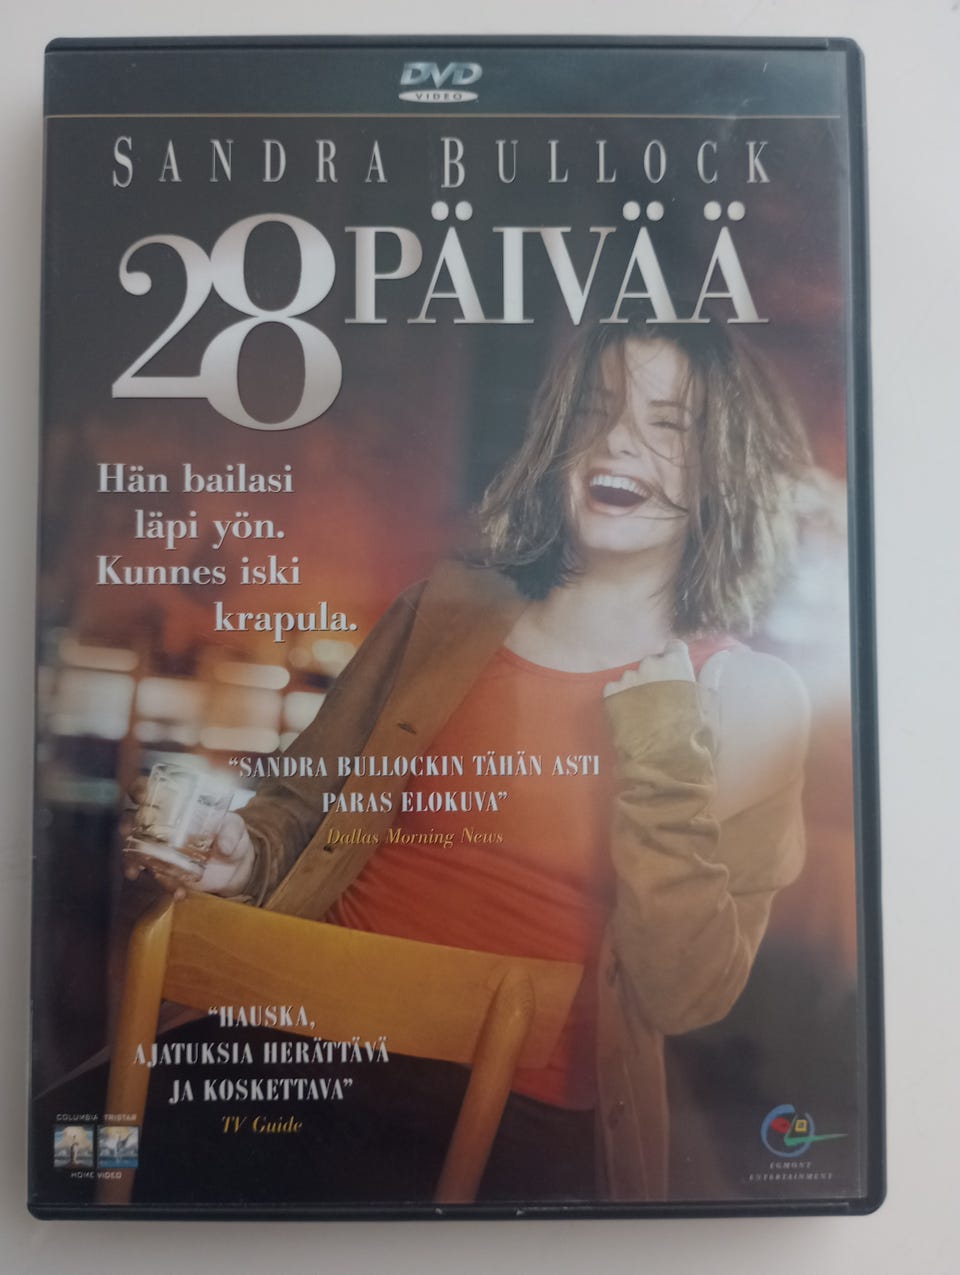 DVD
VIDEO
SANDRA BULLOCK
28 PÄIVÄÄ
Hän bailasi
läpi yön.
Kunnes iski
krapula.
“SANDRA BULLOCKIN TÄHÄN ASTI
PARAS ELOKUVA”
Dallas Morning News
“HAUSKA,
AJATUKSIA HERÄTTÄVÄ
JA KOSKETTAVA”
TV Guide
COLUMBIA TRISTAR
HOME VIDEO
EGMONT
ENTERTAINMENT